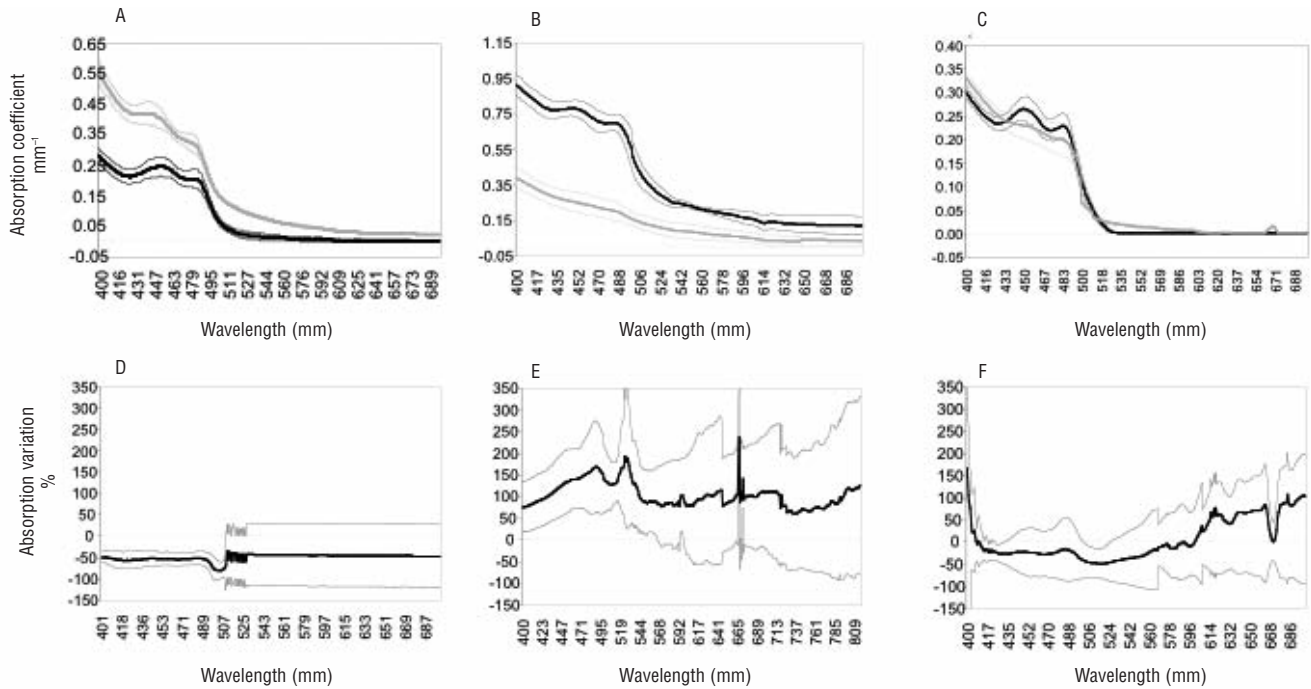 A
B
C
Absorption coefficient
mm⁻¹
0.65
0.55
0.45
0.35
0.25
0.15
0.05
-0.05
400 416 431 447 463 479 495 511 527 544 560 576 592 609 625 641 657 673 689
Wavelength (mm)
1.15
0.95
0.75
0.55
0.35
0.15
-0.05
400 417 435 452 470 488 506 524 542 560 578 596 614 632 650 668 686
Wavelength (mm)
0.40
0.35
0.30
0.25
0.20
0.15
0.10
0.05
0.00
-0.05
400 416 433 450 467 483 500 518 535 552 569 586 603 620 637 654 671 688
Wavelength (mm)
D
E
F
Absorption variation
%
350
300
250
200
150
100
50
0
-50
-100
-150
401 418 436 453 471 489 507 525 543 561 579 597 615 633 651 669 687
Wavelength (mm)
350
300
250
200
150
100
50
0
-50
-100
-150
400 423 447 471 495 519 544 568 592 617 641 665 689 713 737 761 785 809
Wavelength (mm)
350
300
250
200
150
100
50
0
-50
-100
-150
400 417 435 452 470 488 506 524 542 560 578 596 614 632 650 668 686
Wavelength (mm)